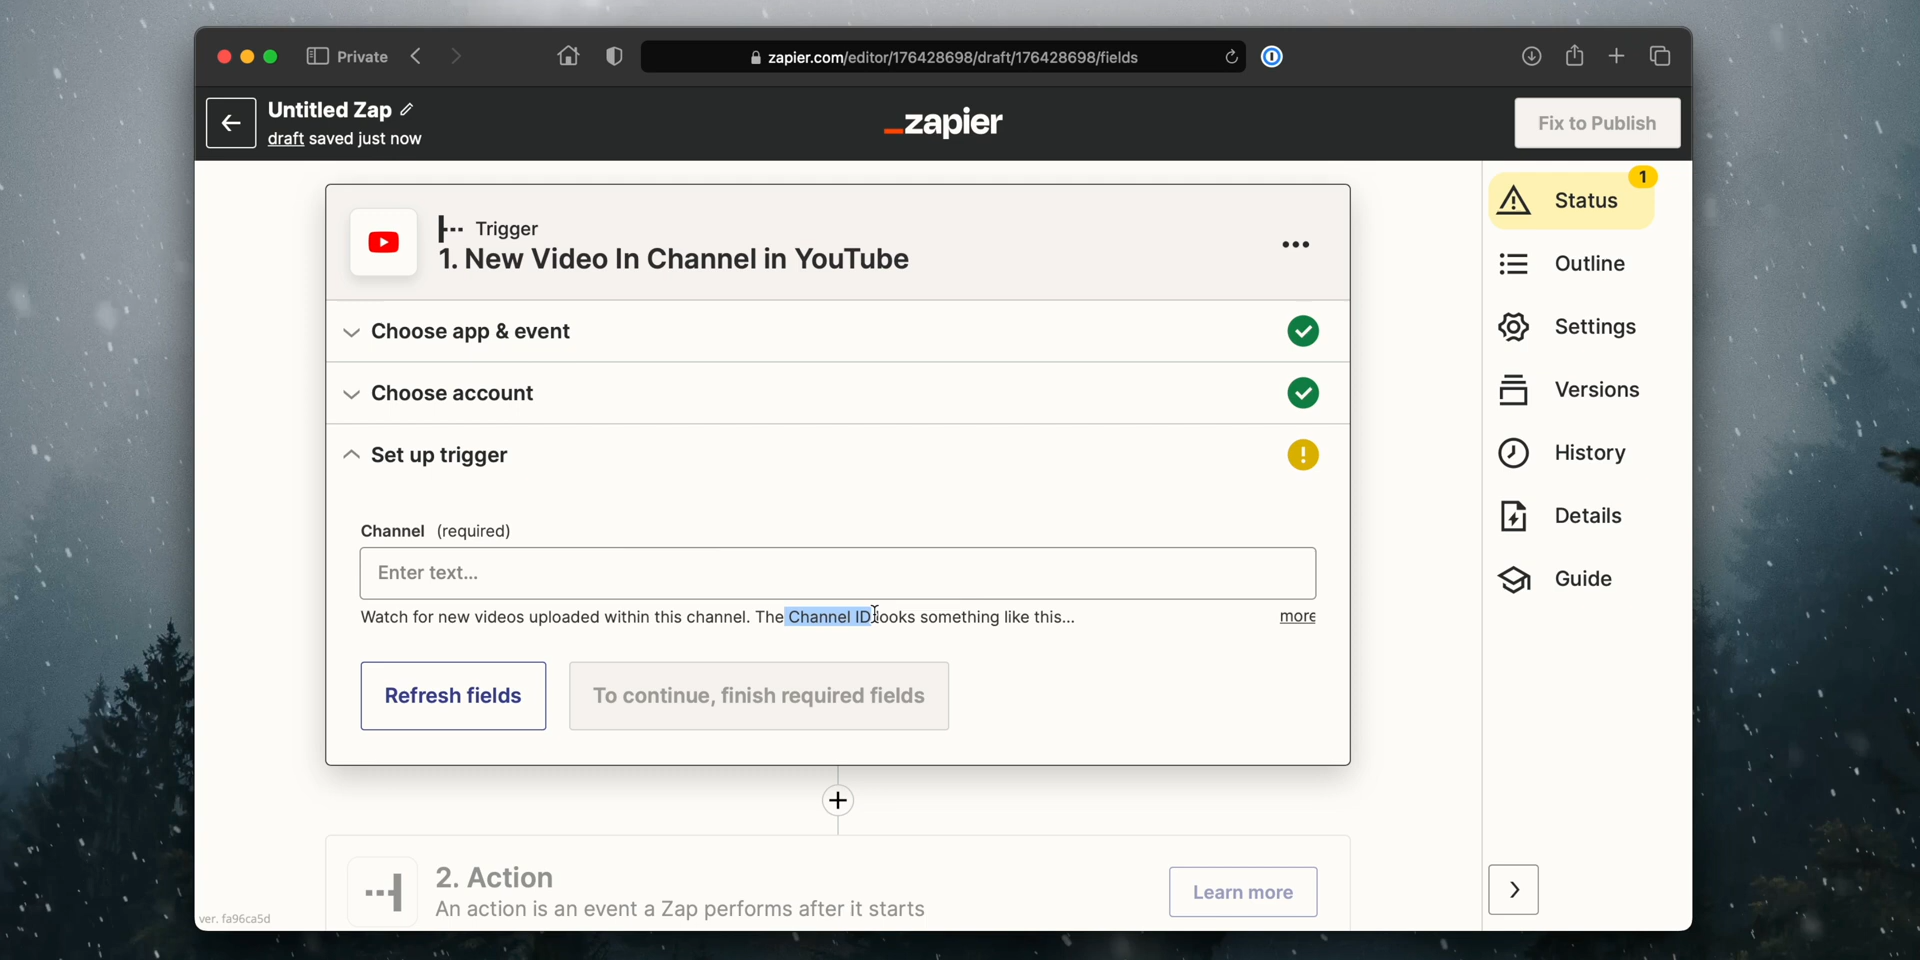 Private
zapier.com/editor/176428698/draft/176428698/fields
Untitled Zap
draft saved just now
zapier
Fix to Publish
Trigger
1. New Video In Channel in YouTube
Choose app & event
Choose account
Set up trigger
Channel (required)
Enter text...
Watch for new videos uploaded within this channel. The Channel ID looks something like this...
more
Refresh fields
To continue, finish required fields
2. Action
An action is an event a Zap performs after it starts
Learn more
ver. fa96ca5d
1
Status
Outline
Settings
Versions
History
Details
Guide